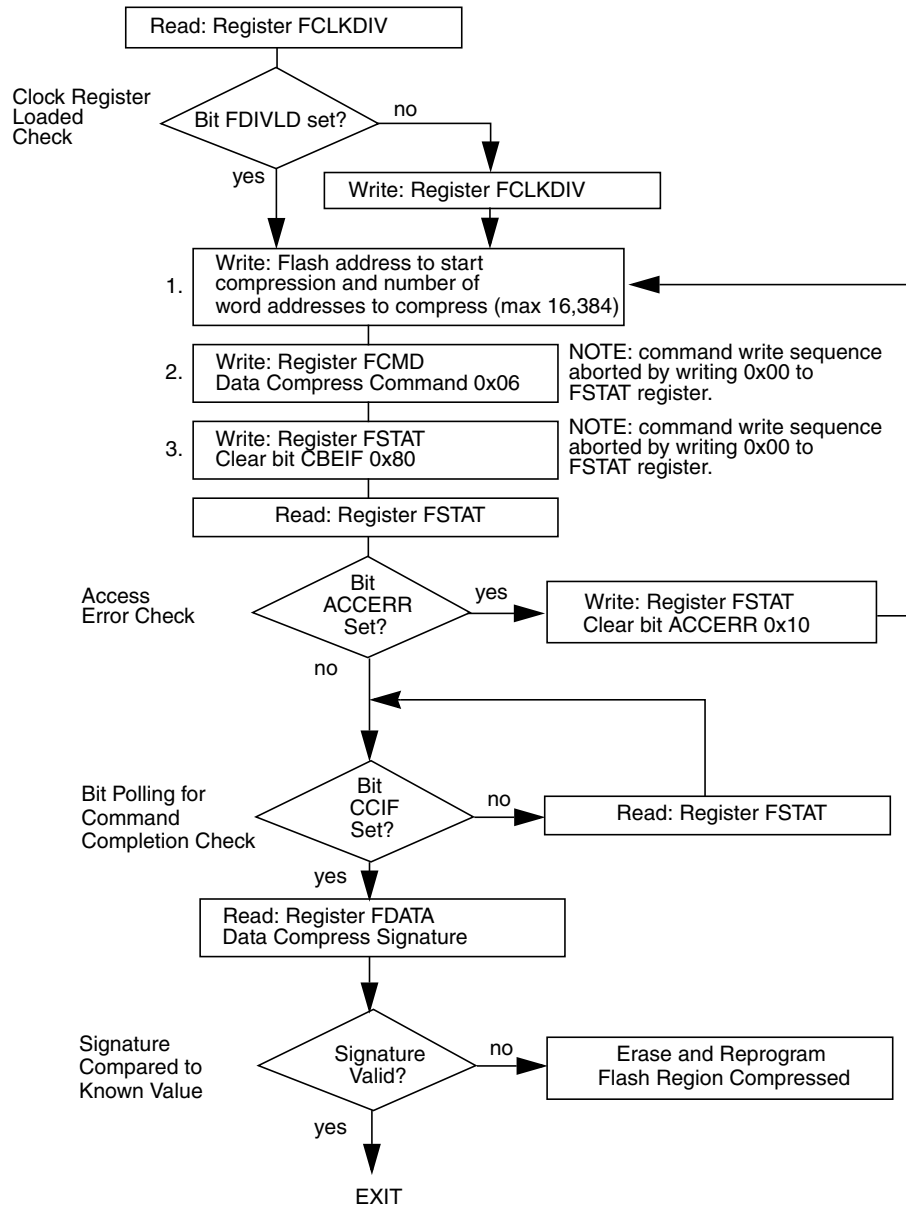 Read: Register FCLKDIV
Clock Register
Loaded
Check
Bit FDIVLD set?
no
yes
Write: Register FCLKDIV
1.
Write: Flash address to start
compression and number of
word addresses to compress (max 16,384)
2.
Write: Register FCMD
Data Compress Command 0x06
NOTE: command write sequence
aborted by writing 0x00 to
FSTAT register.
3.
Write: Register FSTAT
Clear bit CBEIF 0x80
NOTE: command write sequence
aborted by writing 0x00 to
FSTAT register.
Read: Register FSTAT
Access
Error Check
Bit
ACCERR
Set?
yes
Write: Register FSTAT
Clear bit ACCERR 0x10
no
Bit Polling for
Command
Completion Check
Bit
CCIF
Set?
no
Read: Register FSTAT
yes
Read: Register FDATA
Data Compress Signature
Signature
Compared to
Known Value
Signature
Valid?
no
Erase and Reprogram
Flash Region Compressed
yes
EXIT